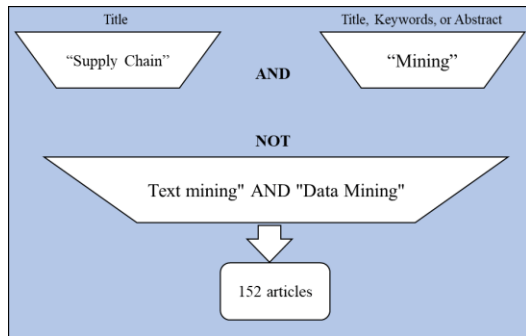 Title
Title, Keywords, or Abstract
“Supply Chain”
“Mining”
AND
NOT
Text mining" AND "Data Mining"
152 articles